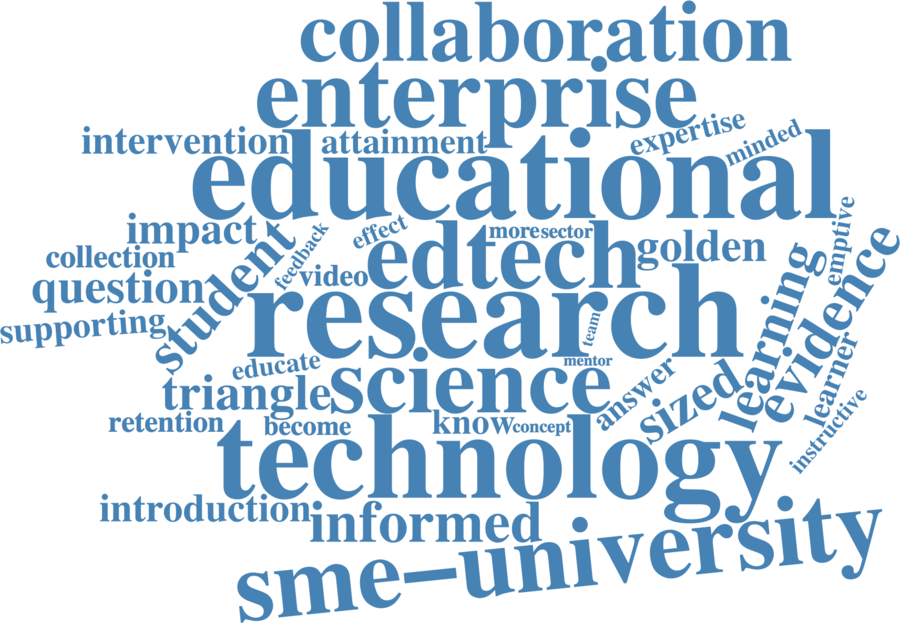 collaboration
enterprise
intervention
attainment
expertise
minded
educational
impact
student
feedback
effect
more
sector
edtech
golden
emptive
collection
video
question
research
learning
evidence
supporting
team
educate
science
mentor
answer
sized
learner
triangle
retention
become
know
concept
instructive
technology
introduction
informed
sme–university